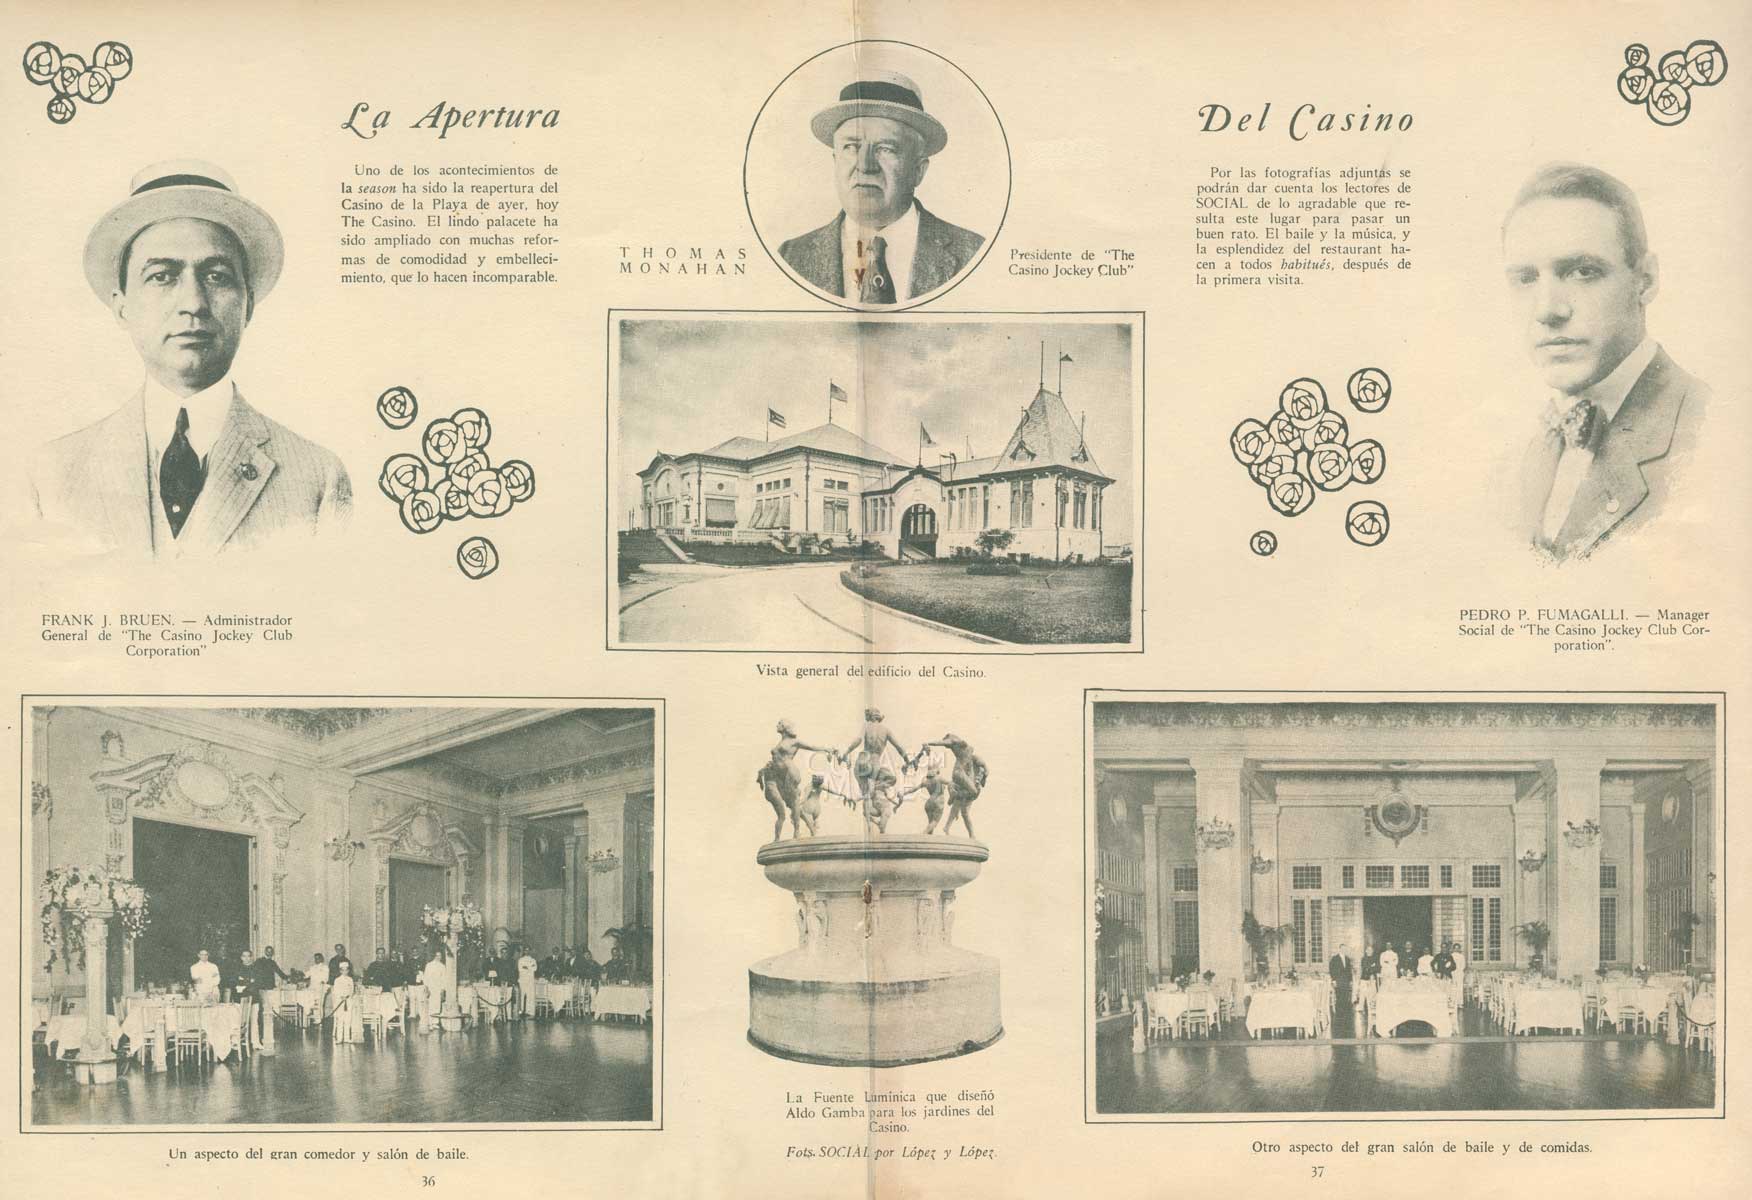 La Apertura
Uno de los acontecimientos de
la season ha sido la reapertura del
Casino de la Playa de ayer, hoy
The Casino. El lindo palacete ha
sido ampliado con muchas refor-
mas de comodidad y embelleci-
miento, que lo hacen incomparable.
THOMAS
MONAHAN
Presidente de "The
Casino Jockey Club"
Del Casino
Por las fotografías adjuntas se
podrán dar cuenta los lectores de
SOCIAL de lo agradable que re-
sulta este lugar para pasar un
buen rato. El baile y la música, y
la esplendidez del restaurant ha-
cen a todos habitués, después de
la primera visita.
FRANK J. BRUEN. — Administrador
General de "The Casino Jockey Club
Corporation"
Vista general del edificio del Casino.
PEDRO P. FUMAGALLI. — Manager
Social de "The Casino Jockey Club Cor-
poration".
Un aspecto del gran comedor y salón de baile.
36
La Fuente Lumínica que diseñó
Aldo Gamba para los jardines del
Casino.
Fots. SOCIAL por López y López.
Otro aspecto del gran salón de baile y de comidas.
37